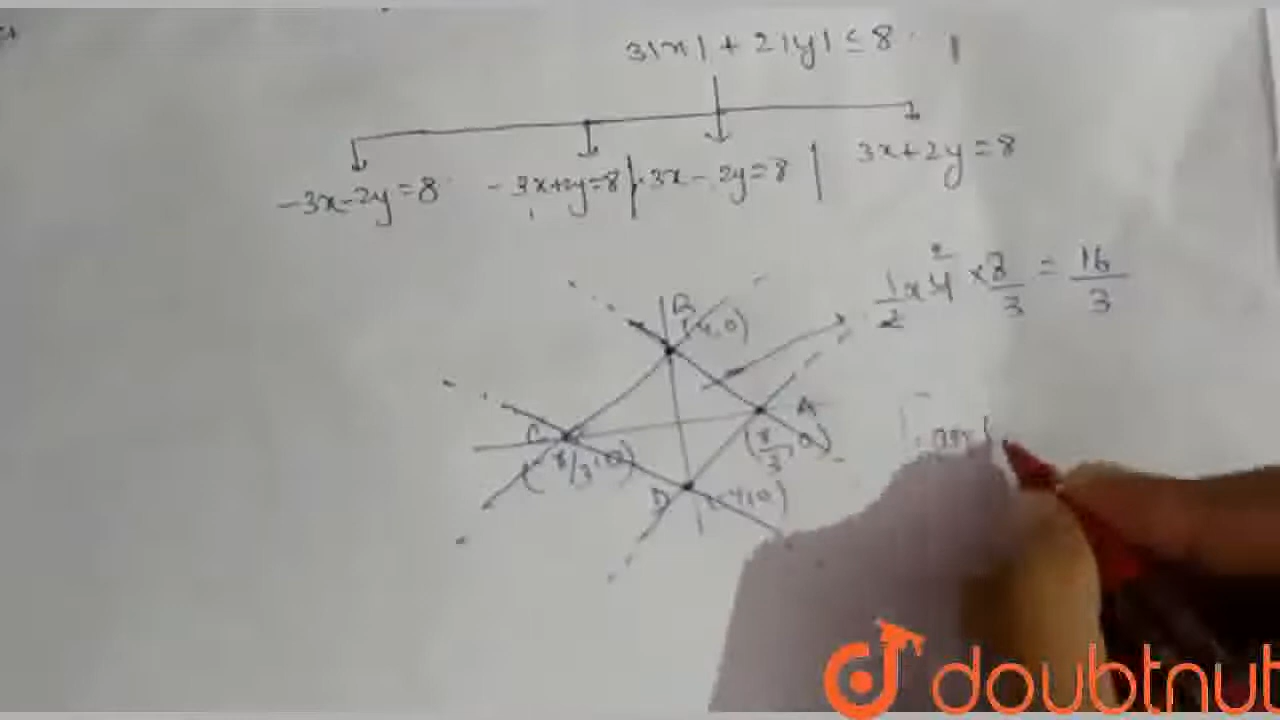 3|x| + 2|y| ≤ 8
-3x-2y=8 -3x+2y=8 | 3x-2y=8 | 3x+2y=8
1/2 x 4 2 x 8/3 = 16/3
B
(4,0)
C A
(-8/3,0) (8/3,0)
D (-4,0)
doubtnut